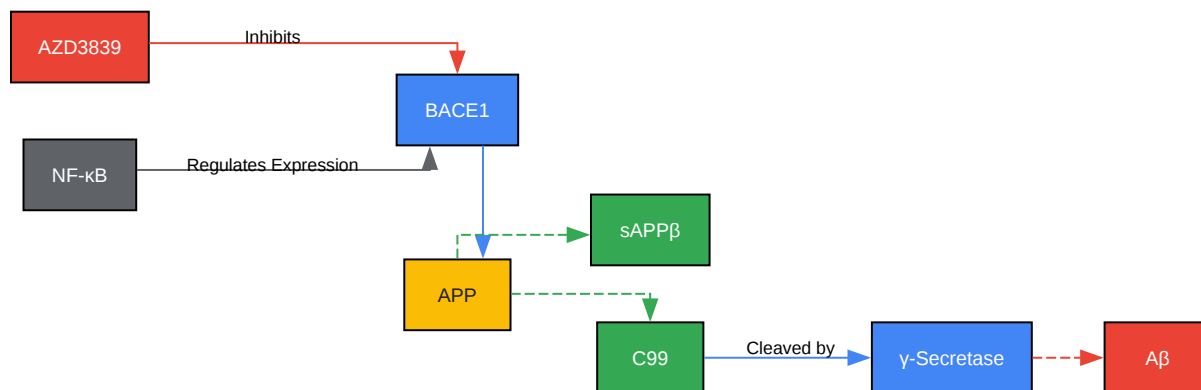 AZD3839
Inhibits
BACE1
NF-κB
Regulates Expression
sAPPβ
APP
C99
Cleaved by
γ-Secretase
Aβ